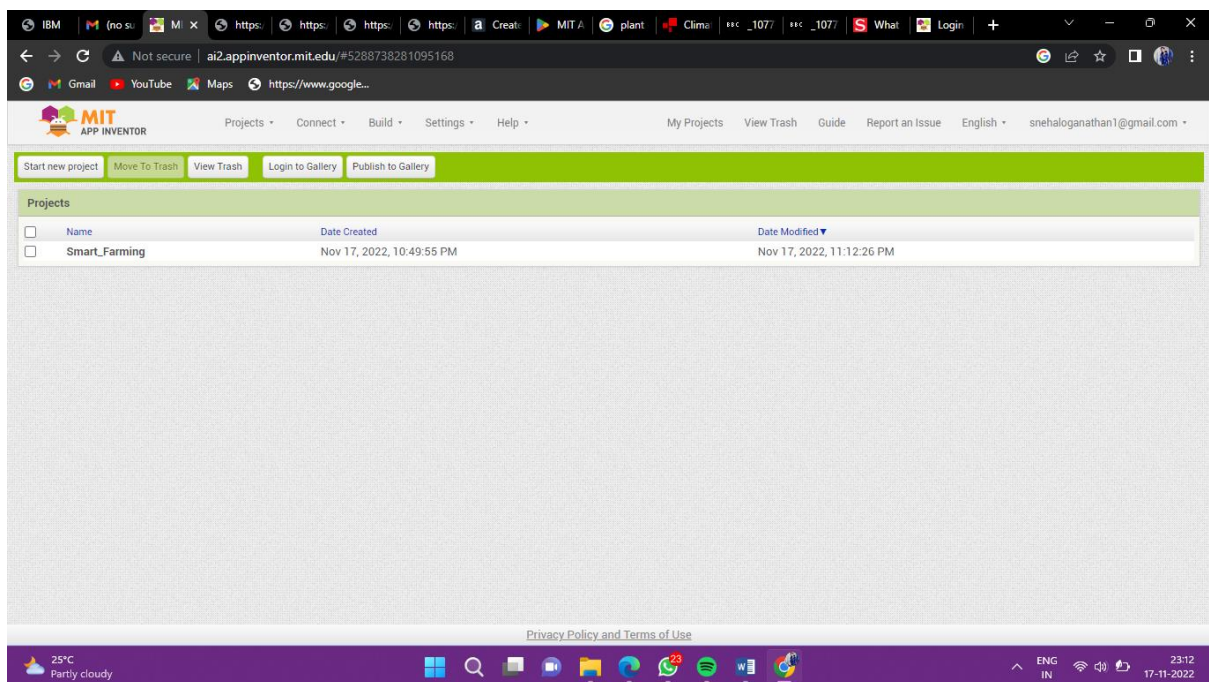 IBM (no su MI https: https: https: https: Create MIT A plant Clima _1077 _1077 What Login
Not secure ai2.appinventor.mit.edu/#5288738281095168
Gmail YouTube Maps https://www.google...
MIT
APP INVENTOR
Projects Connect Build Settings Help My Projects View Trash Guide Report an Issue English snehaloganathan1@gmail.com
Start new project Move To Trash View Trash Login to Gallery Publish to Gallery
Projects
Name Date Created Date Modified
Smart_Farming Nov 17, 2022, 10:49:55 PM Nov 17, 2022, 11:12:26 PM
Privacy Policy and Terms of Use
25°C
Partly cloudy
23
ENG
IN
23:12
17-11-2022